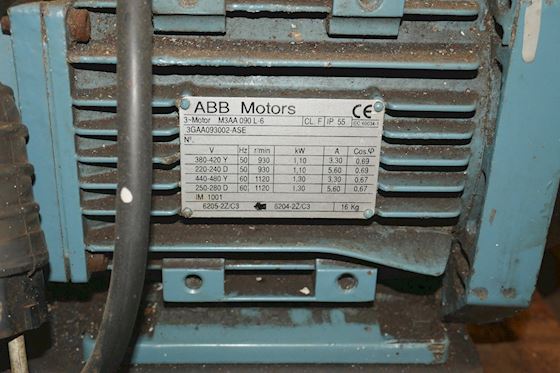 ABB Motors CE
3~Motor M3AA 090 L-6 CL. F IP 55 IEC 60034-1
3GAA093002-ASE
Nº.
V Hz r/min kW A Cos φ
380-420 Y 50 930 1,10 3.30 0.69
220-240 D 50 930 1,10 5.60 0.69
440-480 Y 60 1120 1.30 3.30 0.67
250-280 D 60 1120 1.30 5.60 0.67
IM 1001
6205-2Z/C3 6204-2Z/C3 16 Kg